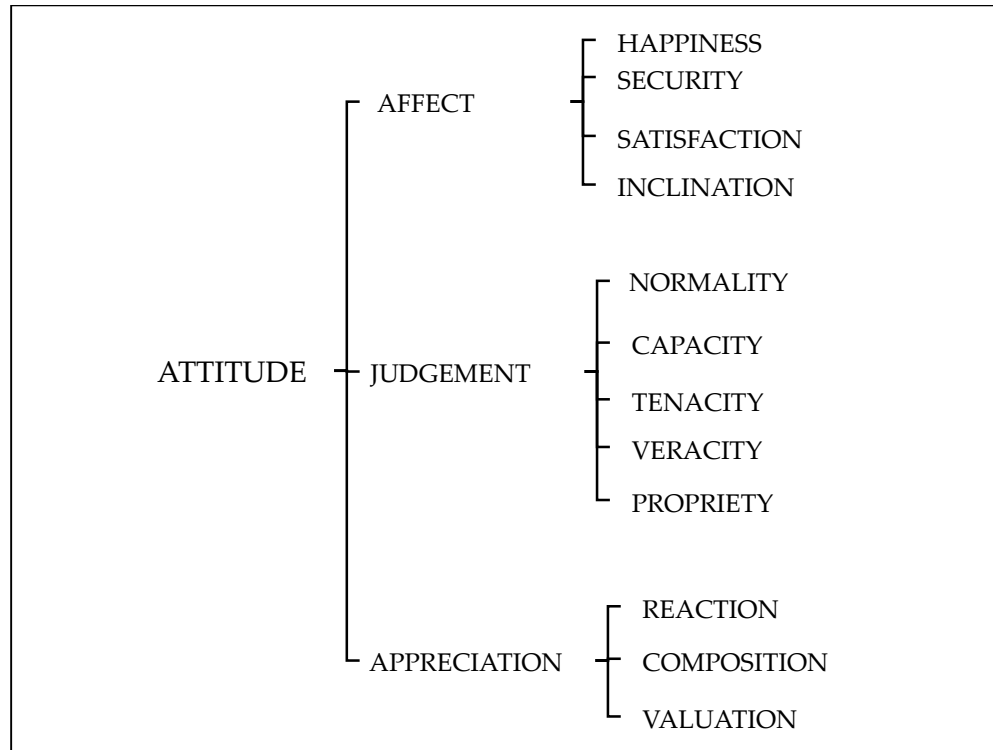 HAPPINESS
SECURITY
AFFECT
SATISFACTION
INCLINATION
NORMALITY
CAPACITY
ATTITUDE
JUDGEMENT
TENACITY
VERACITY
PROPRIETY
REACTION
APPRECIATION
COMPOSITION
VALUATION